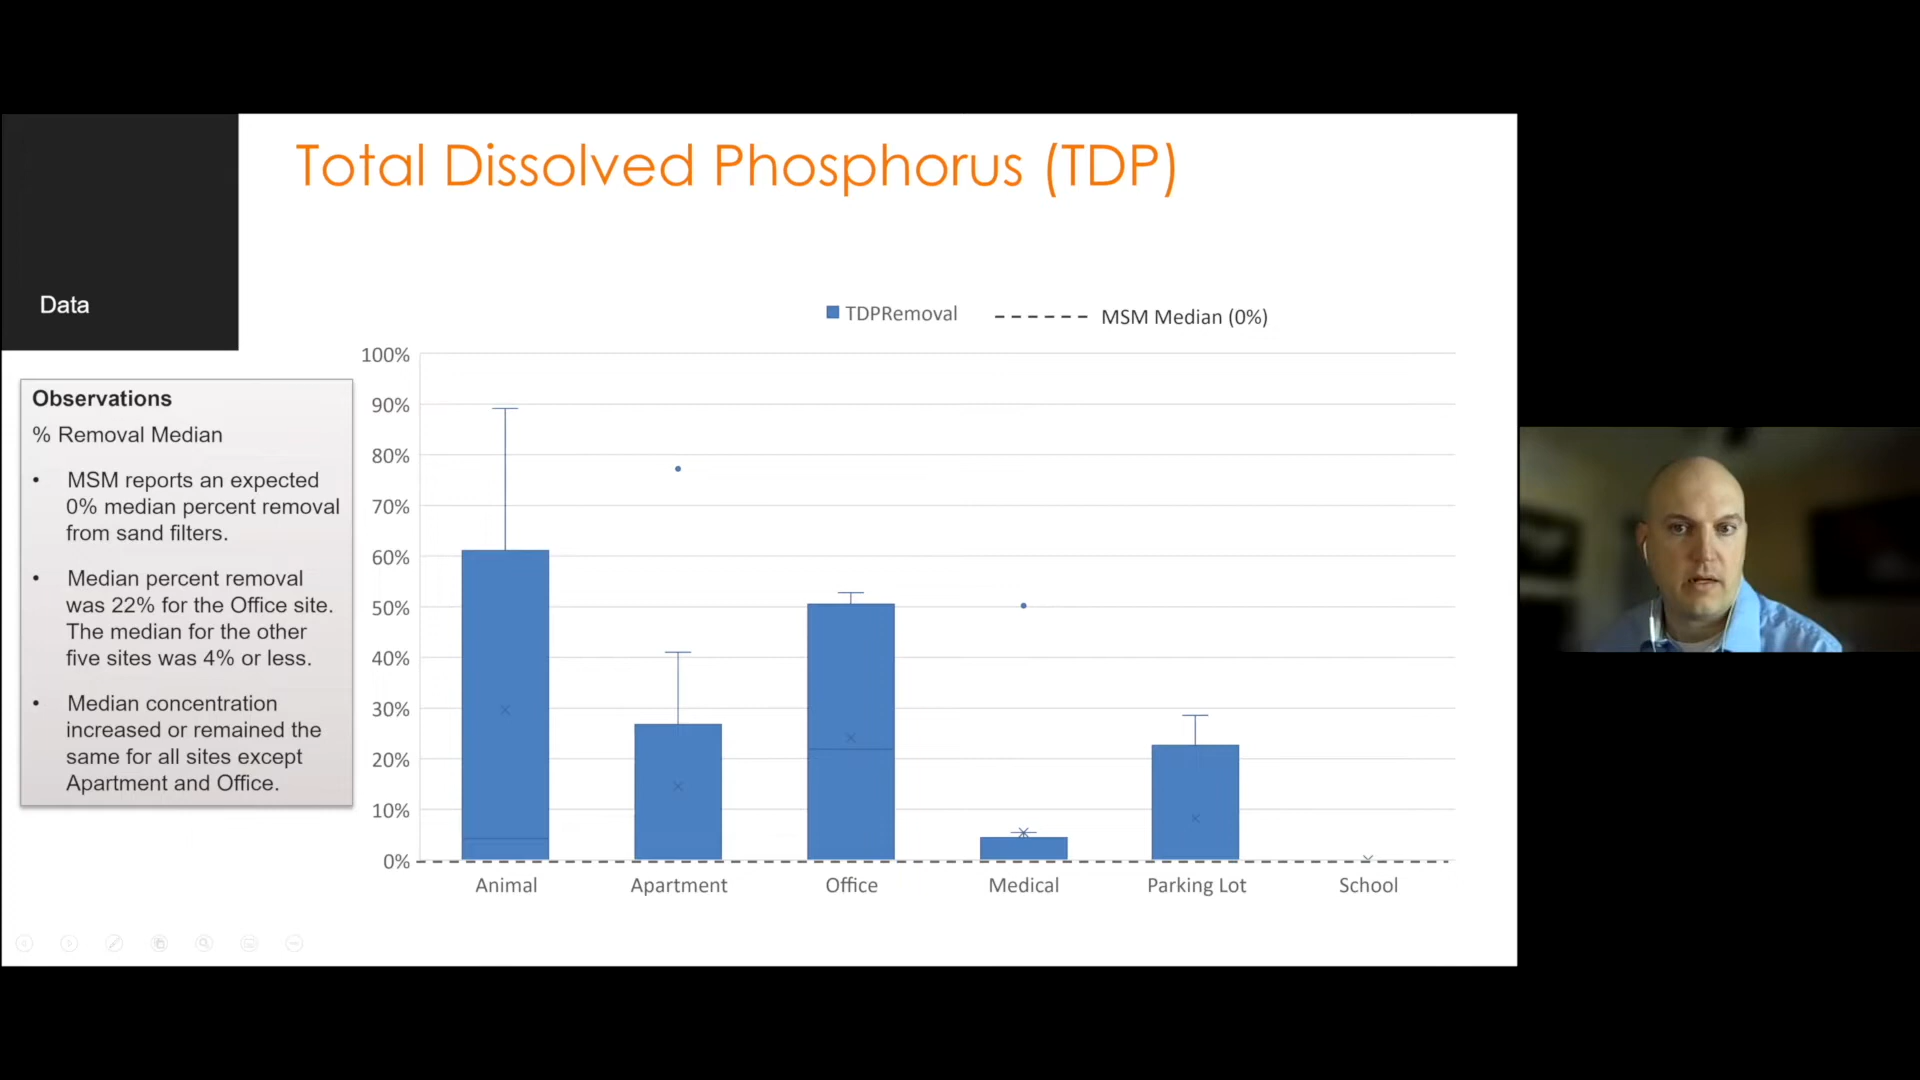 Total Dissolved Phosphorus (TDP)
Data
Observations
% Removal Median
• MSM reports an expected
0% median percent removal
from sand filters.
• Median percent removal
was 22% for the Office site.
The median for the other
five sites was 4% or less.
• Median concentration
increased or remained the
same for all sites except
Apartment and Office.
TDPRemoval
MSM Median (0%)
100%
90%
80%
70%
60%
50%
40%
30%
20%
10%
0%
Animal Apartment Office Medical Parking Lot School